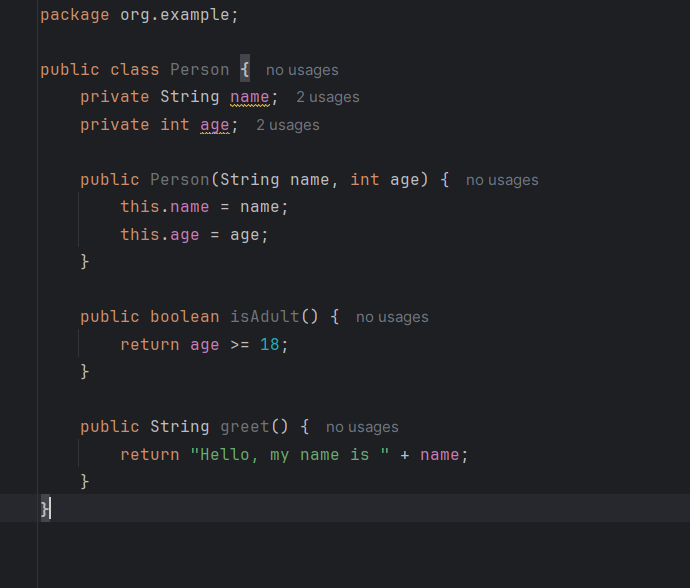 package org.example;
public class Person { no usages
private String name; 2 usages
private int age; 2 usages
public Person(String name, int age) { no usages
this.name = name;
this.age = age;
}
public boolean isAdult() { no usages
return age >= 18;
}
public String greet() { no usages
return "Hello, my name is " + name;
}
}